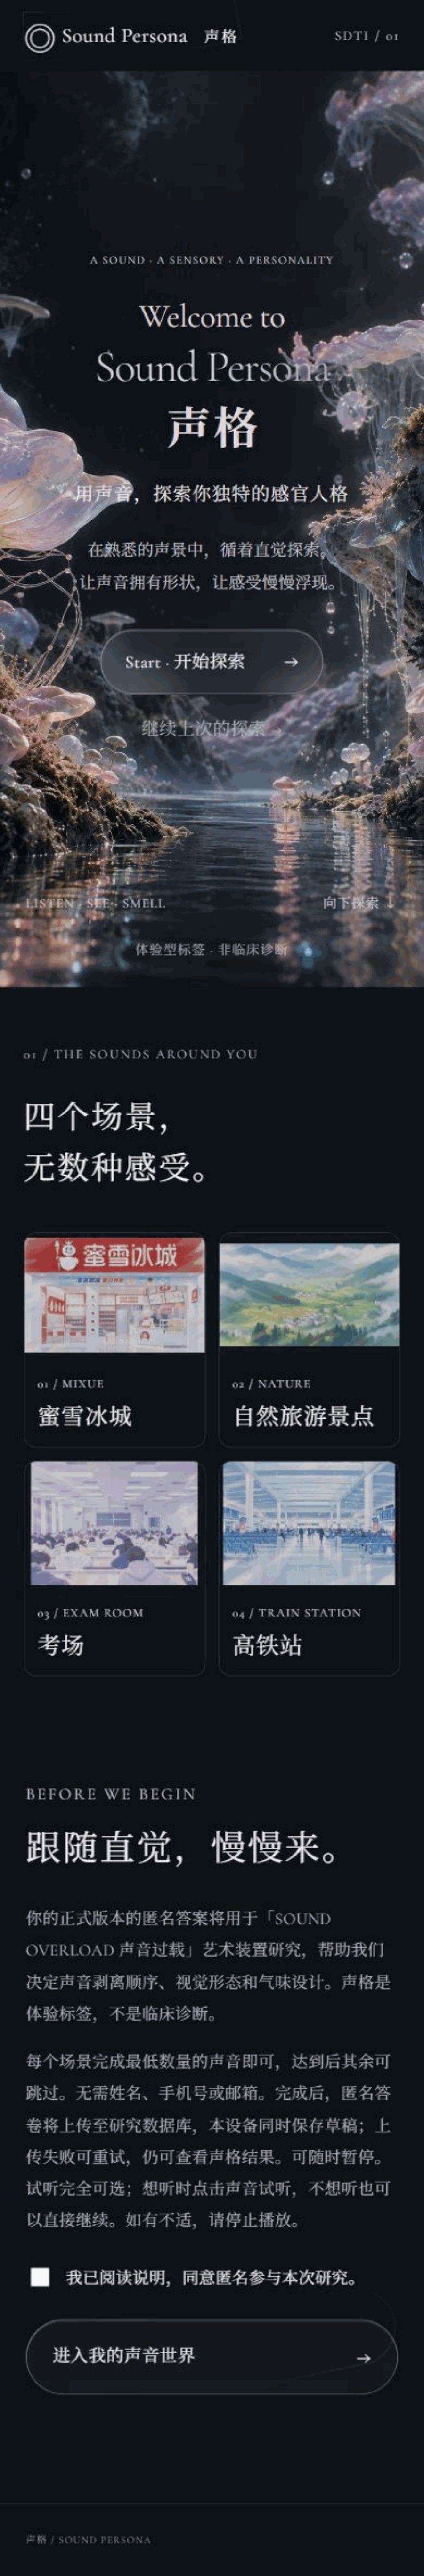 Sound Persona 声格
SDTI / 01
A SOUND · A SENSORY · A PERSONALITY
Welcome to
Sound Persona
声格
用声音，探索你独特的感官人格
在熟悉的声景中，循着直觉探索。
让声音拥有形状，让感受慢慢浮现。
Start · 开始探索 →
继续上次的探索
LISTEN · SEE · SMELL
向下探索 ↓
体验型标签 · 非临床诊断
01 / THE SOUNDS AROUND YOU
四个场景，
无数种感受。
蜜雪冰城
01 / MIXUE
蜜雪冰城
02 / NATURE
自然旅游景点
03 / EXAM ROOM
考场
04 / TRAIN STATION
高铁站
BEFORE WE BEGIN
跟随直觉，慢慢来。
你的正式版本的匿名答案将用于「SOUND
OVERLOAD 声音过载」艺术装置研究，帮助我们
决定声音剥离顺序、视觉形态和气味设计。声格是
体验标签，不是临床诊断。
每个场景完成最低数量的声音即可，达到后其余可
跳过。无需姓名、手机号或邮箱。完成后，匿名答
卷将上传至研究数据库，本设备同时保存草稿；上
传失败可重试，仍可查看声格结果。可随时暂停。
试听完全可选；想听时点击声音试听，不想听也可
以直接继续。如有不适，请停止播放。
我已阅读说明，同意匿名参与本次研究。
进入我的声音世界 →
声格 / SOUND PERSONA